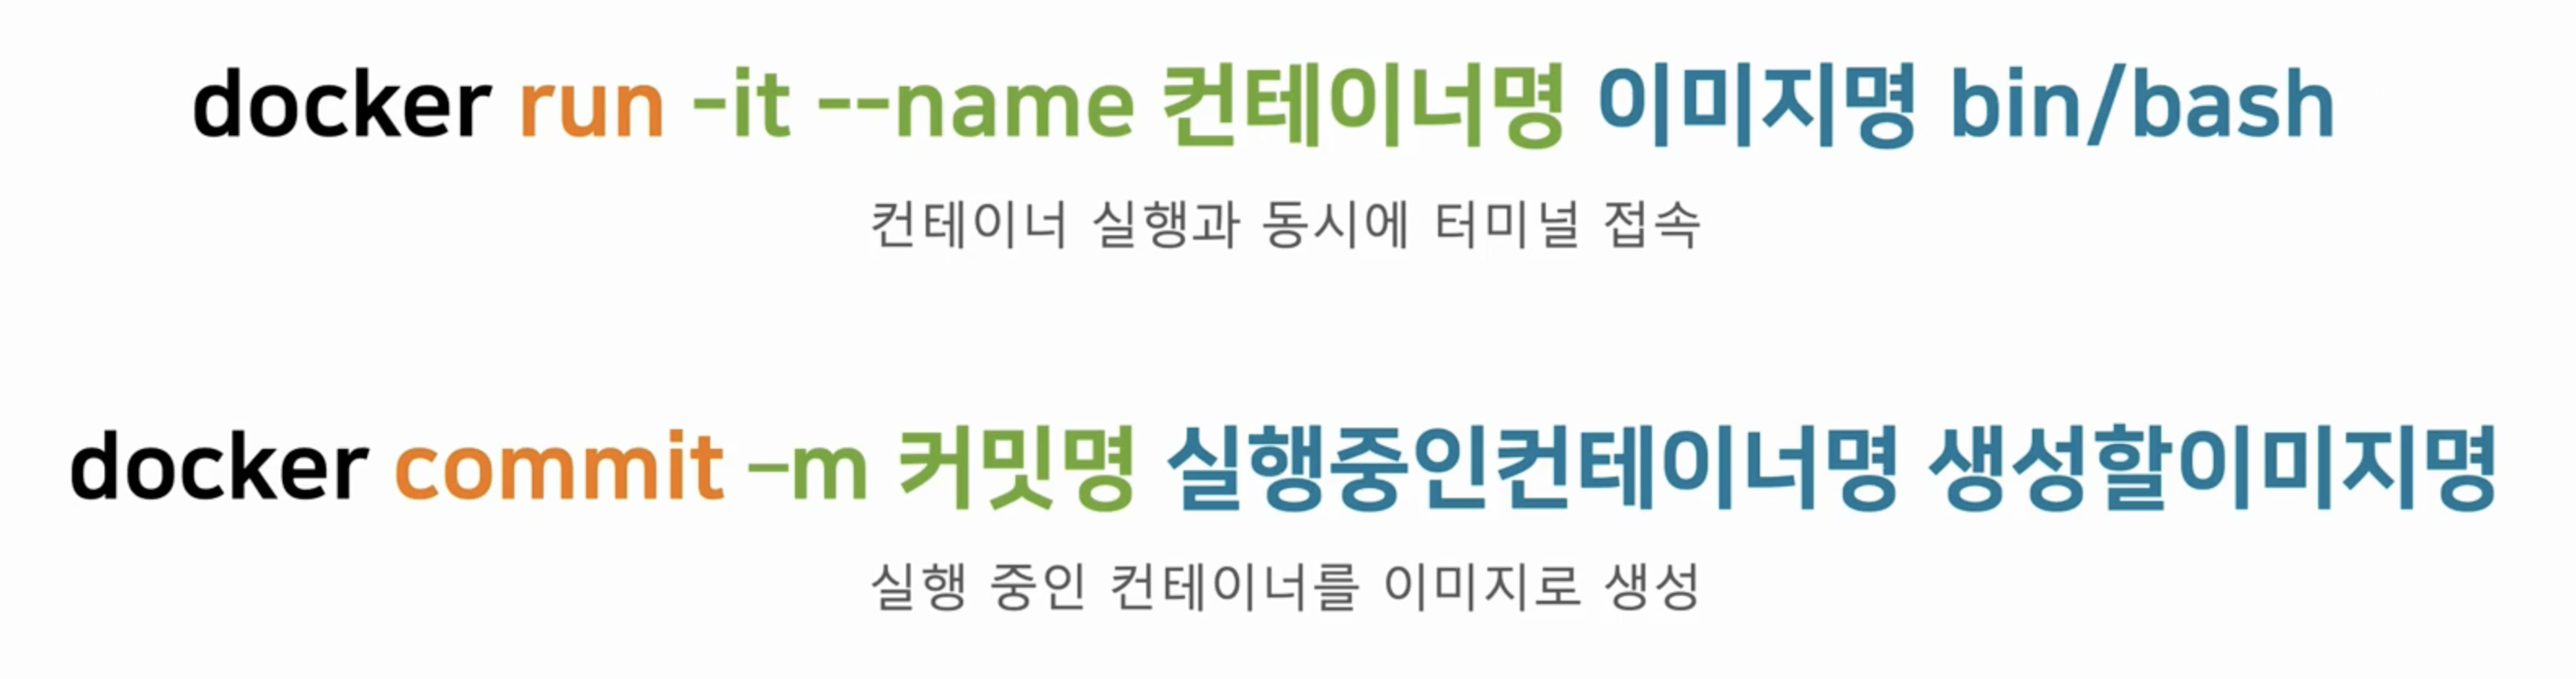 docker run -it --name 컨테이너명 이미지명 bin/bash
컨테이너 실행과 동시에 터미널 접속
docker commit –m 커밋명 실행중인컨테이너명 생성할이미지명
실행 중인 컨테이너를 이미지로 생성